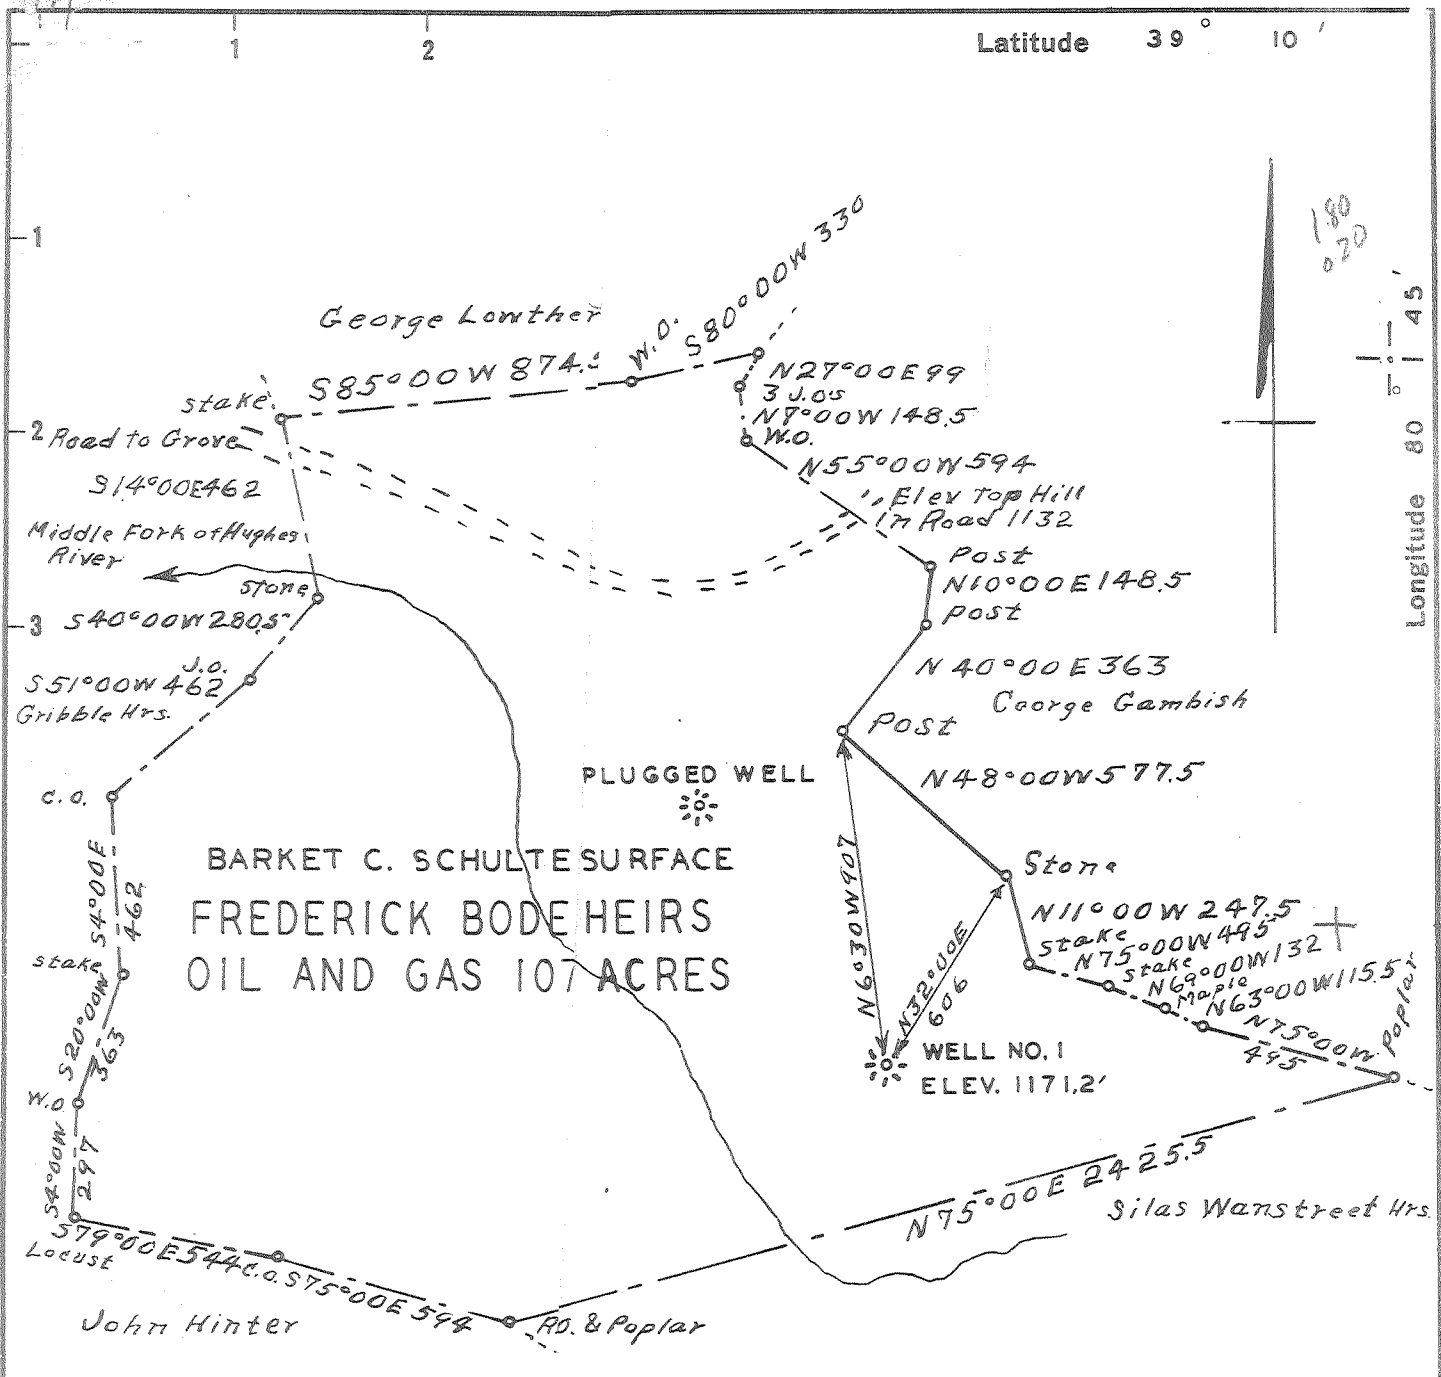 1
2
Latitude 39° 10′
1
1.80
0.20
Longitude 80° 45′
George Lowther
W.O.
S80°00W 330
S85°00W 874.5
N27°00E 99
3 J.O.s
stake
N7°00W 148.5
2
Road to Grove
W.O.
N55°00W 594
S14°00E 462
Elev Top Hill
in Road 1132
Middle Fork of Hughes
River
Post
N10°00E 148.5
stone
Post
3
S40°00W 280.5
N40°00E 363
J.O.
S51°00W 462
Coorge Gambish
Gribble Hrs.
Post
PLUGGED WELL
N48°00W 577.5
C.O.
BARKET C. SCHULTE SURFACE
Stone
S4°00E
462
FREDERICK BODE HEIRS
N6°30W 907
N11°00W 247.5
stake
N75°00W 495
OIL AND GAS 107 ACRES
stake
stake
N32°00E
606
N69°00W 132
Maple
N63°00W 115.5
S20°00W
363
N75°00W
495
Poplar
WELL NO. 1
ELEV. 1171.2′
W.O
S4°00W
297
N75°00E 2425.5
Silas Wanstreet Hrs.
S79°00E 544
Locust
C.O.
S75°00E 594
John Hinter
RO. & Poplar